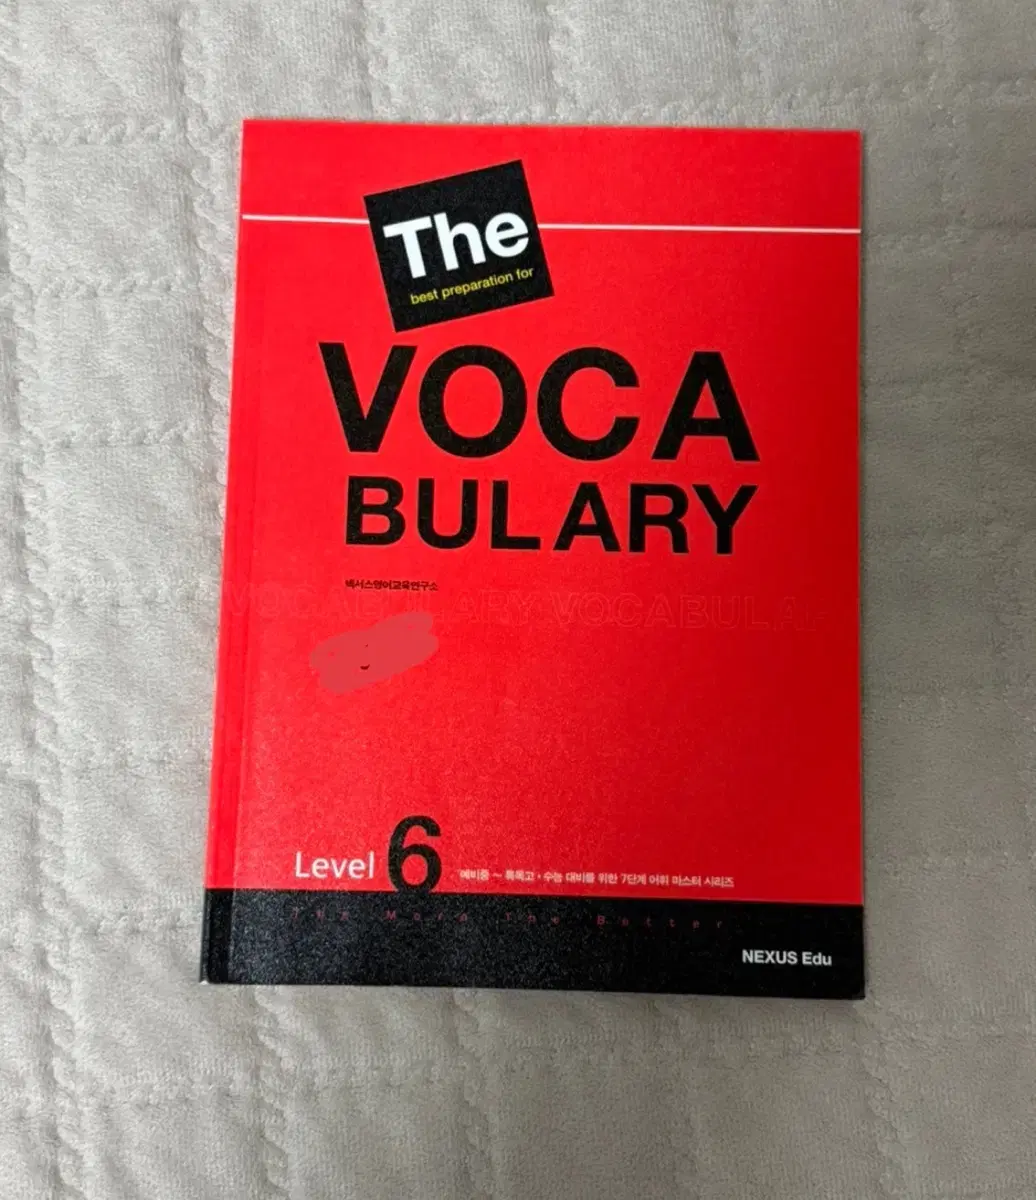 The
best preparation for
VOCA
BULARY
넥서스영어교육연구소
VOCABULARY VOCABULAR
Level 6
예비중 ~ 특목고·수능 대비를 위한 7단계 어휘 마스터 시리즈
The More The Better
NEXUS Edu